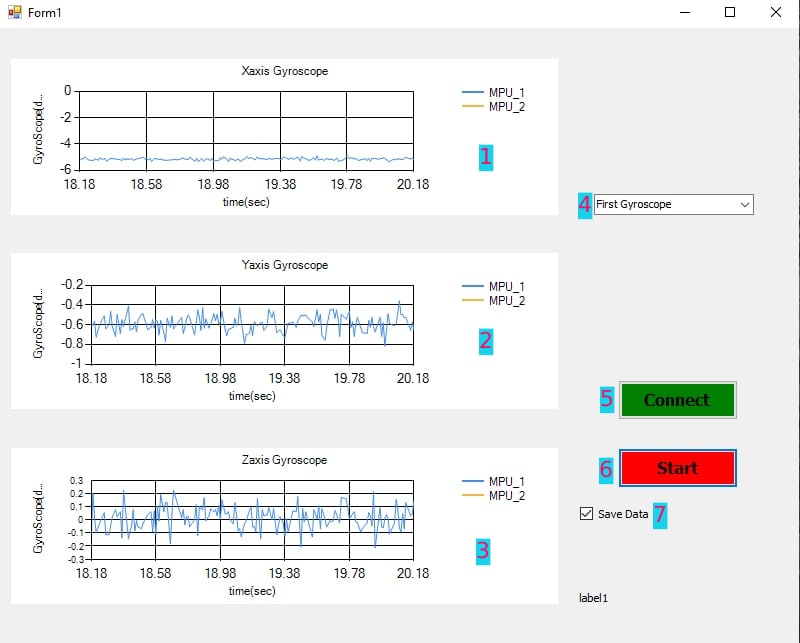 Form1
Xaxis Gyroscope
GyroScope(d...
0
-2
-4
-6
18.18 18.58 18.98 19.38 19.78 20.18
time(sec)
MPU_1
MPU_2
1
Yaxis Gyroscope
GyroScope(d...
-0.2
-0.4
-0.6
-0.8
-1
18.18 18.58 18.98 19.38 19.78 20.18
time(sec)
MPU_1
MPU_2
2
Zaxis Gyroscope
GyroScope(d...
0.3
0.2
0.1
0
-0.1
-0.2
-0.3
18.18 18.58 18.98 19.38 19.78 20.18
time(sec)
MPU_1
MPU_2
3
4 First Gyroscope
5 Connect
6 Start
Save Data 7
label1